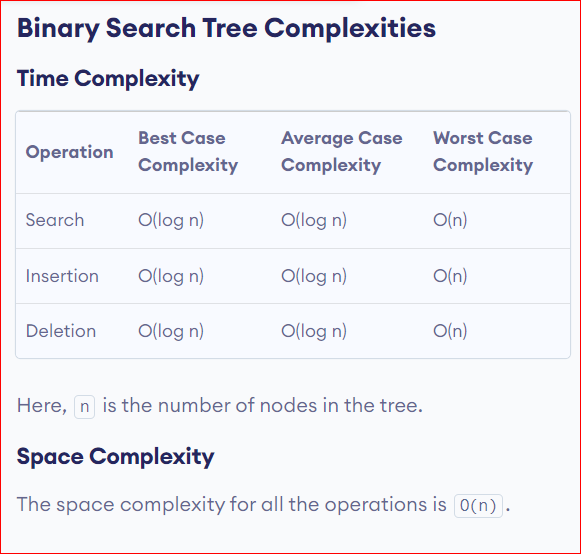 Binary Search Tree Complexities
Time Complexity
Operation
Best Case
Complexity
Average Case
Complexity
Worst Case
Complexity
Search O(log n) O(log n) O(n)
Insertion O(log n) O(log n) O(n)
Deletion O(log n) O(log n) O(n)
Here, n is the number of nodes in the tree.
Space Complexity
The space complexity for all the operations is O(n).